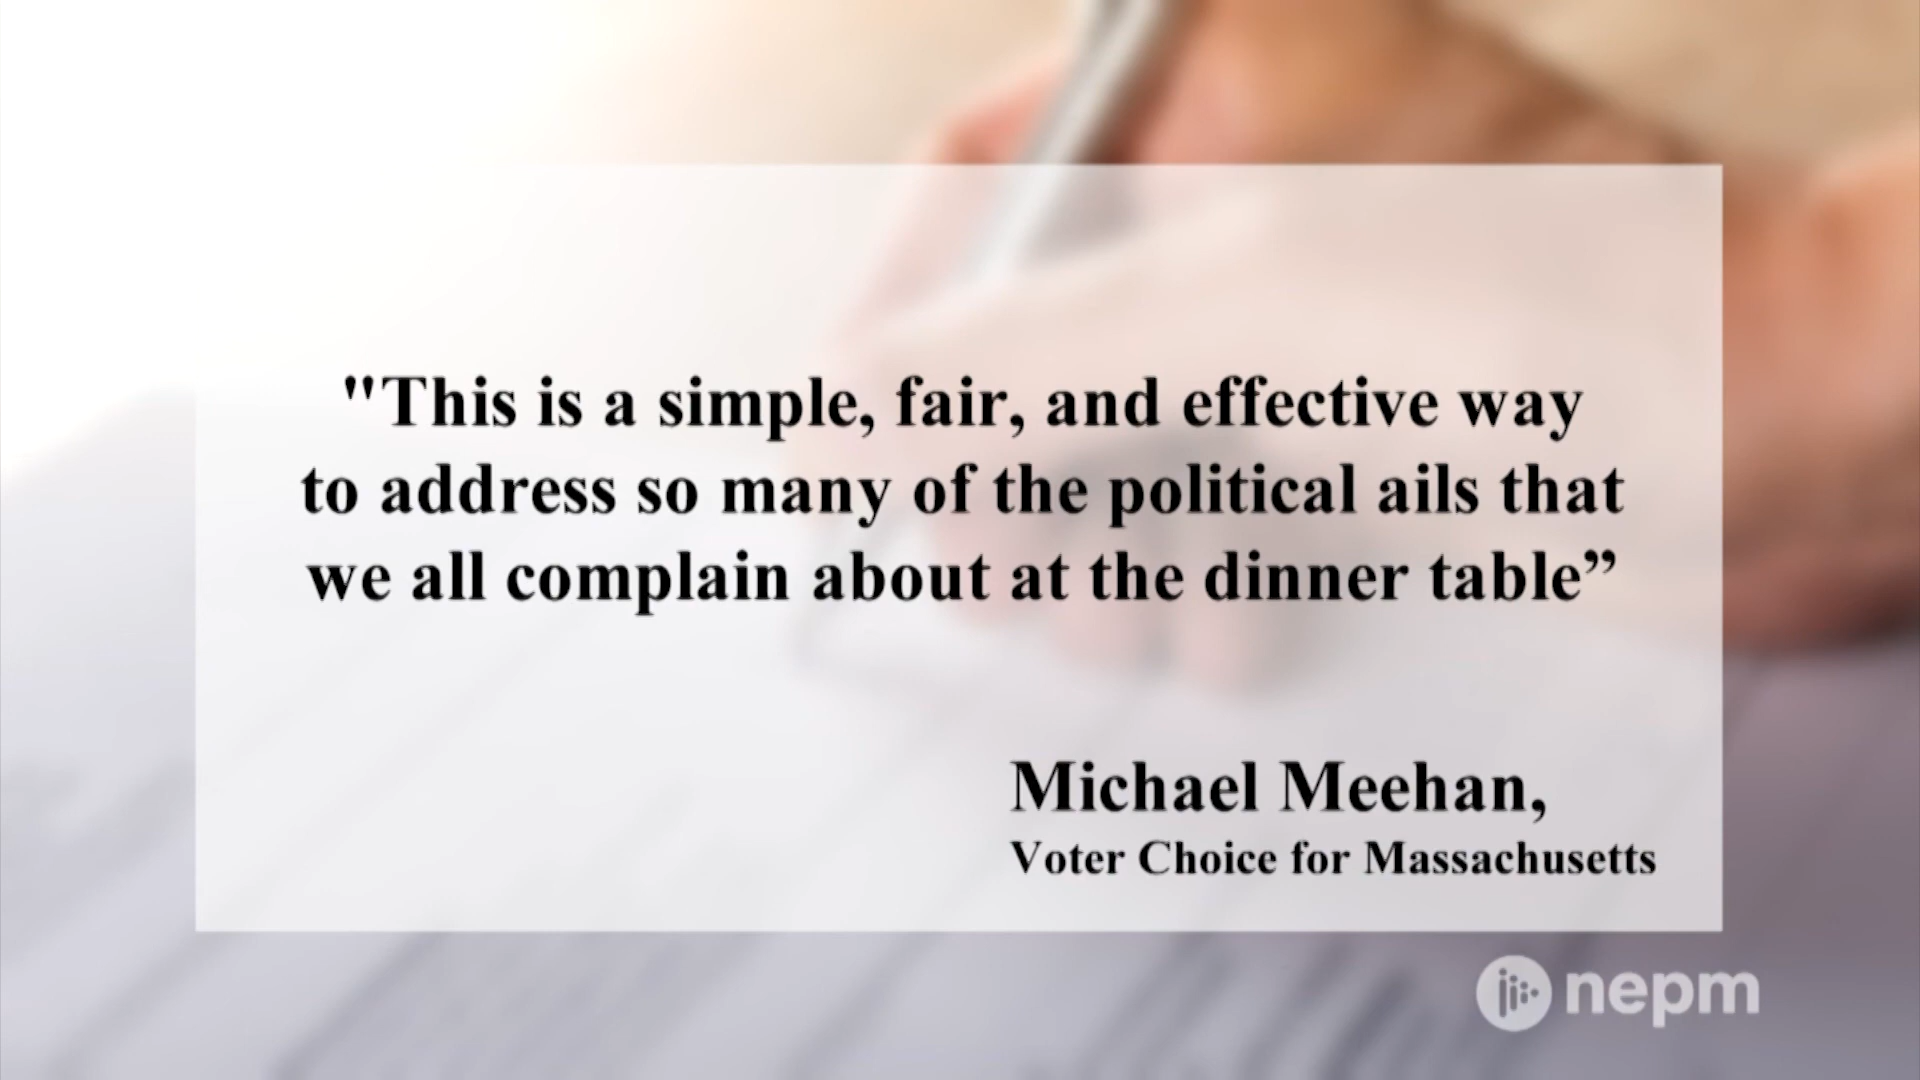 "This is a simple, fair, and effective way
to address so many of the political ails that
we all complain about at the dinner table”
Michael Meehan,
Voter Choice for Massachusetts
nepm